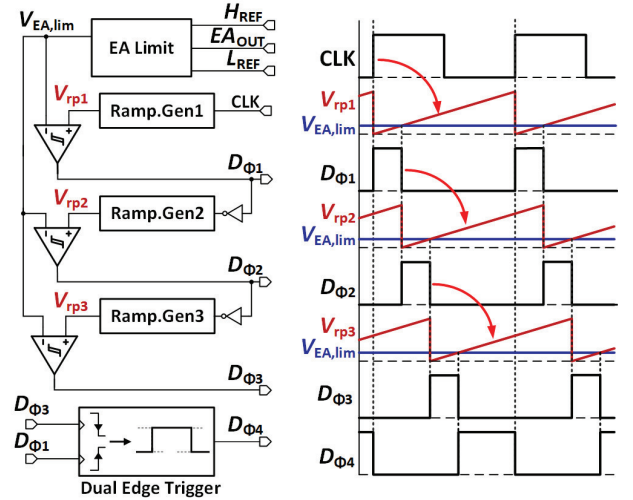 V_EA,lim
EA Limit
H_REF
EA_OUT
L_REF
V_rp1
Ramp.Gen1
CLK
- +
D_Φ1
V_rp2
Ramp.Gen2
- +
D_Φ2
V_rp3
Ramp.Gen3
- +
D_Φ3
D_Φ3
D_Φ1
D_Φ4
Dual Edge Trigger
CLK
V_rp1
V_EA,lim
D_Φ1
V_rp2
V_EA,lim
D_Φ2
V_rp3
V_EA,lim
D_Φ3
D_Φ4